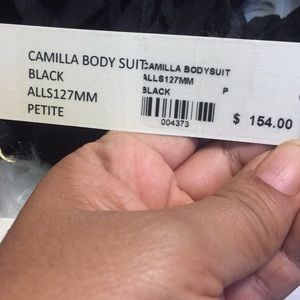 CAMILLA BODY SUIT
BLACK
ALLS127MM
PETITE
CAMILLA BODYSUIT
ALLS127MM
BLACK P
004373
$ 154.00